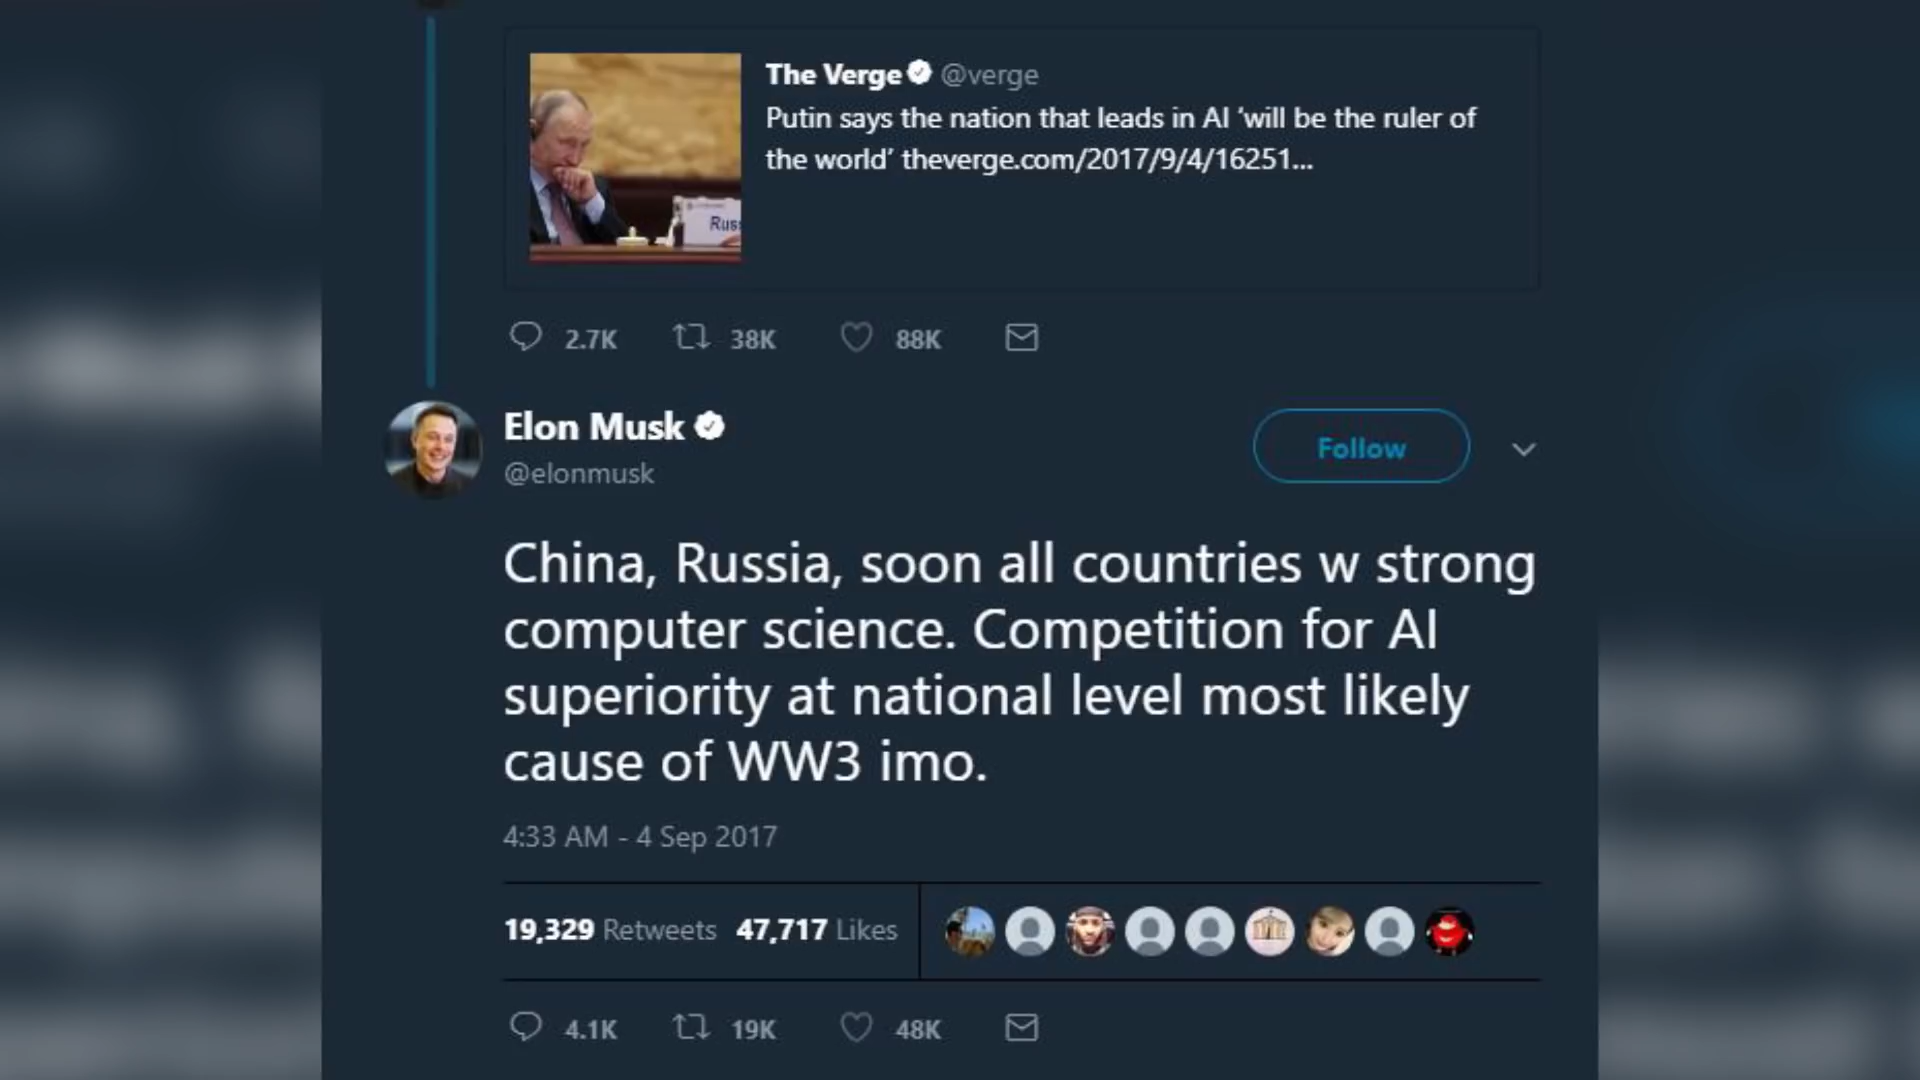 The Verge @verge
Putin says the nation that leads in AI ‘will be the ruler of
the world’ theverge.com/2017/9/4/16251...
Russ
2.7K 38K 88K
Elon Musk
@elonmusk
Follow
China, Russia, soon all countries w strong
computer science. Competition for AI
superiority at national level most likely
cause of WW3 imo.
4:33 AM - 4 Sep 2017
19,329 Retweets 47,717 Likes
4.1K 19K 48K